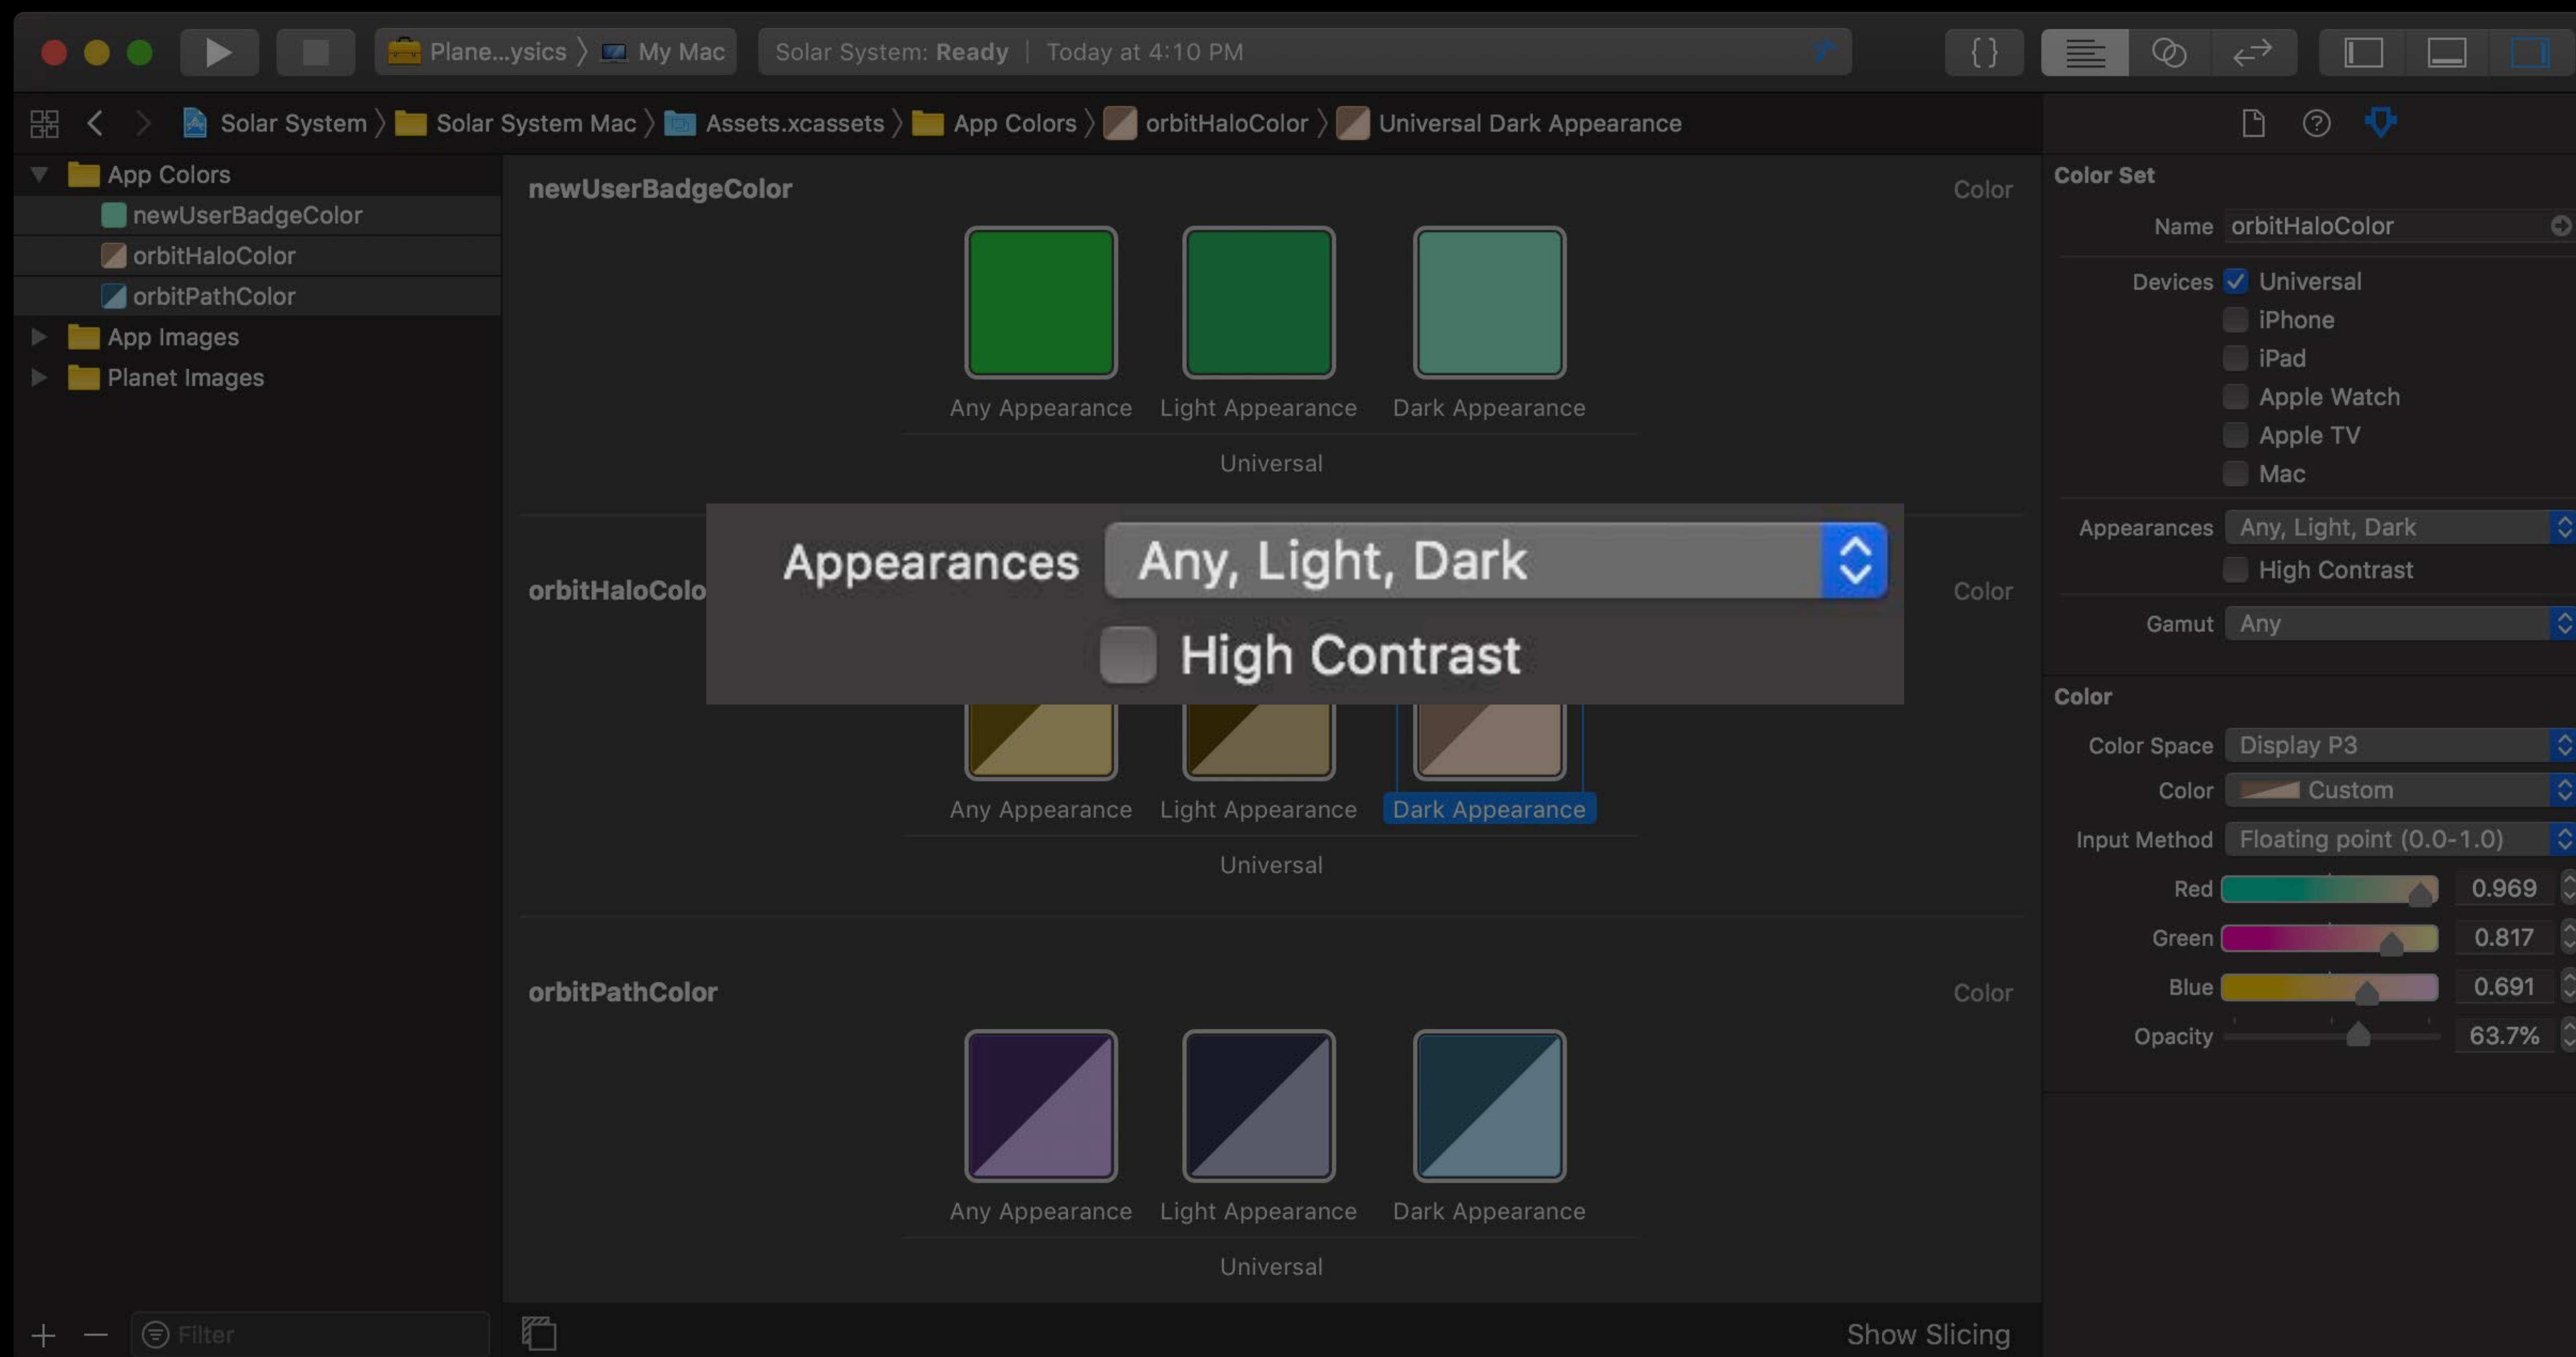 Plane...ysics
My Mac
Solar System: Ready | Today at 4:10 PM
Solar System
Solar System Mac
Assets.xcassets
App Colors
orbitHaloColor
Universal Dark Appearance
App Colors
newUserBadgeColor
orbitHaloColor
orbitPathColor
App Images
Planet Images
newUserBadgeColor
Color
Any Appearance
Light Appearance
Dark Appearance
Universal
Appearances Any, Light, Dark
High Contrast
orbitHaloColo
Color
Any Appearance
Light Appearance
Dark Appearance
Universal
orbitPathColor
Color
Any Appearance
Light Appearance
Dark Appearance
Universal
Color Set
Name orbitHaloColor
Devices Universal
iPhone
iPad
Apple Watch
Apple TV
Mac
Appearances Any, Light, Dark
High Contrast
Gamut Any
Color
Color Space Display P3
Color Custom
Input Method Floating point (0.0-1.0)
Red 0.969
Green 0.817
Blue 0.691
Opacity 63.7%
Filter
Show Slicing